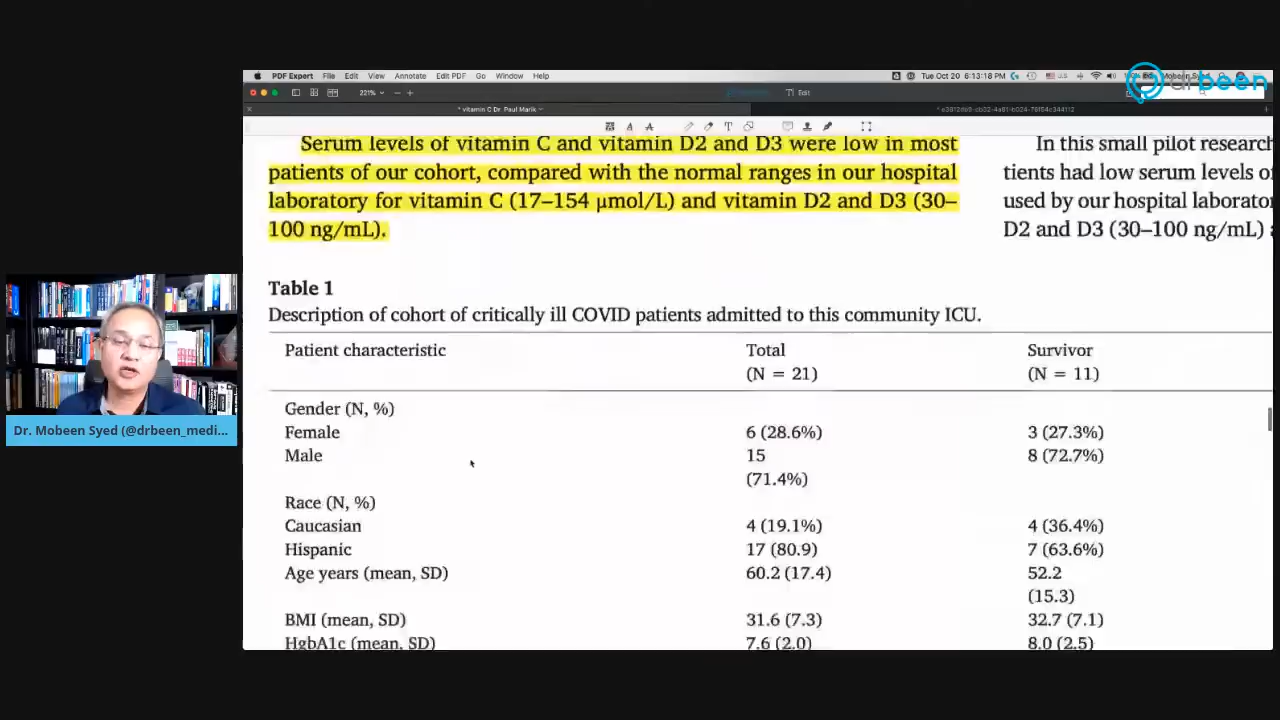 drbeen
PDF Expert File Edit View Annotate Edit PDF Go Window Help
Tue Oct 20 6:13:18 PM
221%
Edit
* vitamin C Dr. Paul Marik
Serum levels of vitamin C and vitamin D2 and D3 were low in most
patients of our cohort, compared with the normal ranges in our hospital
laboratory for vitamin C (17–154 μmol/L) and vitamin D2 and D3 (30–
100 ng/mL).
In this small pilot research
tients had low serum levels
used by our hospital laborator
D2 and D3 (30–100 ng/mL)
Table 1
Description of cohort of critically ill COVID patients admitted to this community ICU.
Patient characteristic Total Survivor
(N = 21) (N = 11)
Gender (N, %)
Female 6 (28.6%) 3 (27.3%)
Male 15 8 (72.7%)
(71.4%)
Race (N, %)
Caucasian 4 (19.1%) 4 (36.4%)
Hispanic 17 (80.9) 7 (63.6%)
Age years (mean, SD) 60.2 (17.4) 52.2
(15.3)
BMI (mean, SD) 31.6 (7.3) 32.7 (7.1)
HgbA1c (mean, SD) 7.6 (2.0) 8.0 (2.5)
Dr. Mobeen Syed (@drbeen_medi...